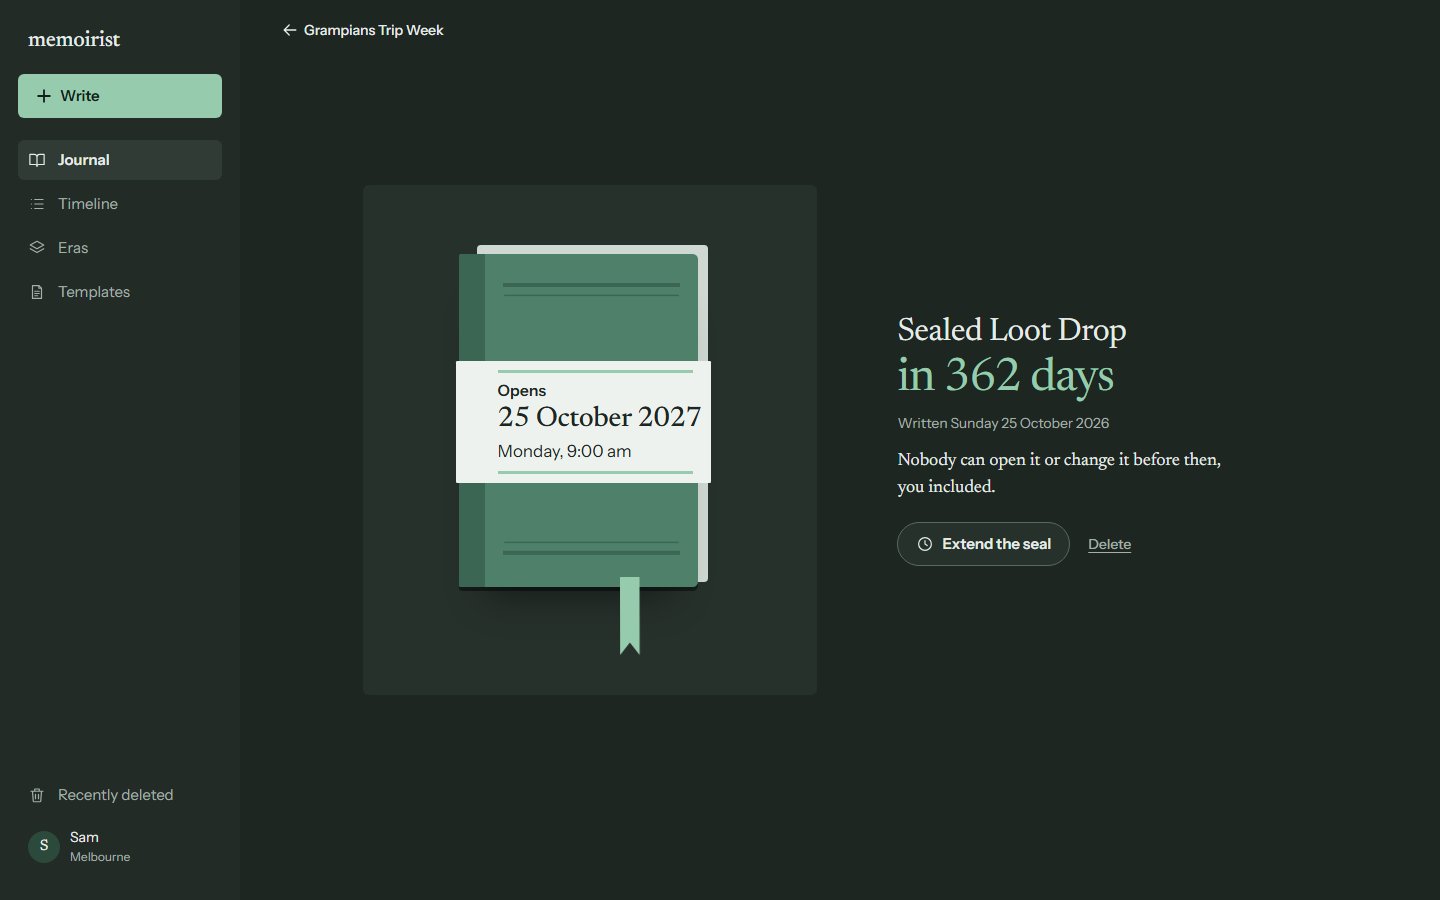 memoirist
Write
Journal
Timeline
Eras
Templates
Recently deleted
S
Sam
Melbourne
Grampians Trip Week
Opens
25 October 2027
Monday, 9:00 am
Sealed Loot Drop
in 362 days
Written Sunday 25 October 2026
Nobody can open it or change it before then,
you included.
Extend the seal
Delete